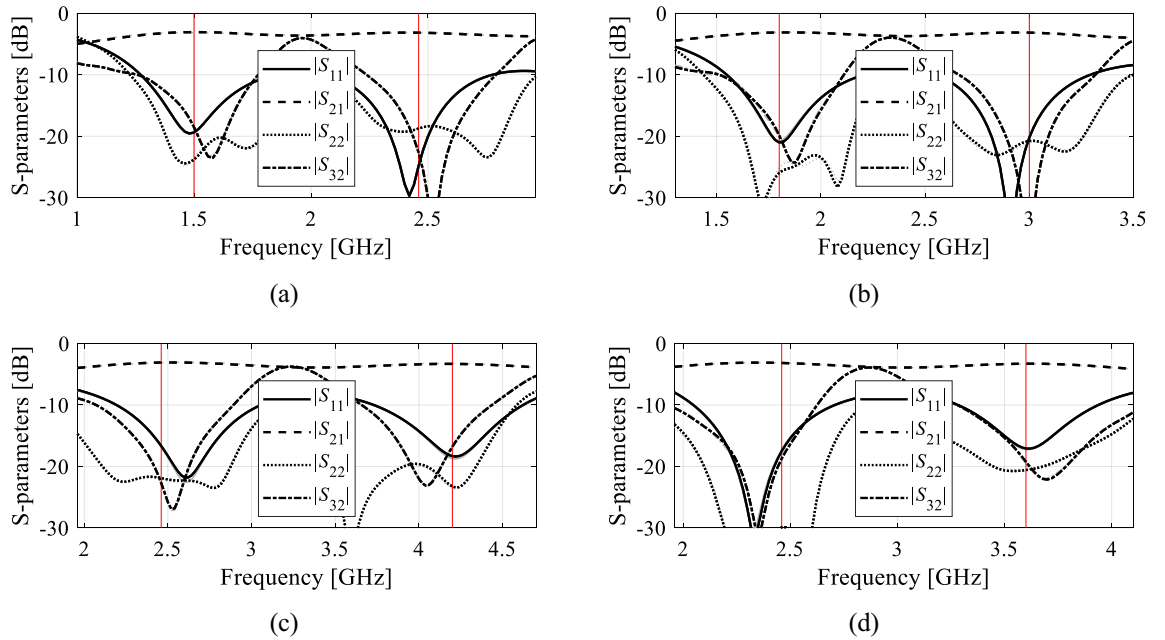 S-parameters [dB]
0
-10
-20
-30
|S11|
|S21|
|S22|
|S32|
1 1.5 2 2.5
Frequency [GHz]
(a)
S-parameters [dB]
0
-10
-20
-30
|S11|
|S21|
|S22|
|S32|
1.5 2 2.5 3 3.5
Frequency [GHz]
(b)
S-parameters [dB]
0
-10
-20
-30
|S11|
|S21|
|S22|
|S32|
2 2.5 3 3.5 4 4.5
Frequency [GHz]
(c)
S-parameters [dB]
0
-10
-20
-30
|S11|
|S21|
|S22|
|S32|
2 2.5 3 3.5 4
Frequency [GHz]
(d)